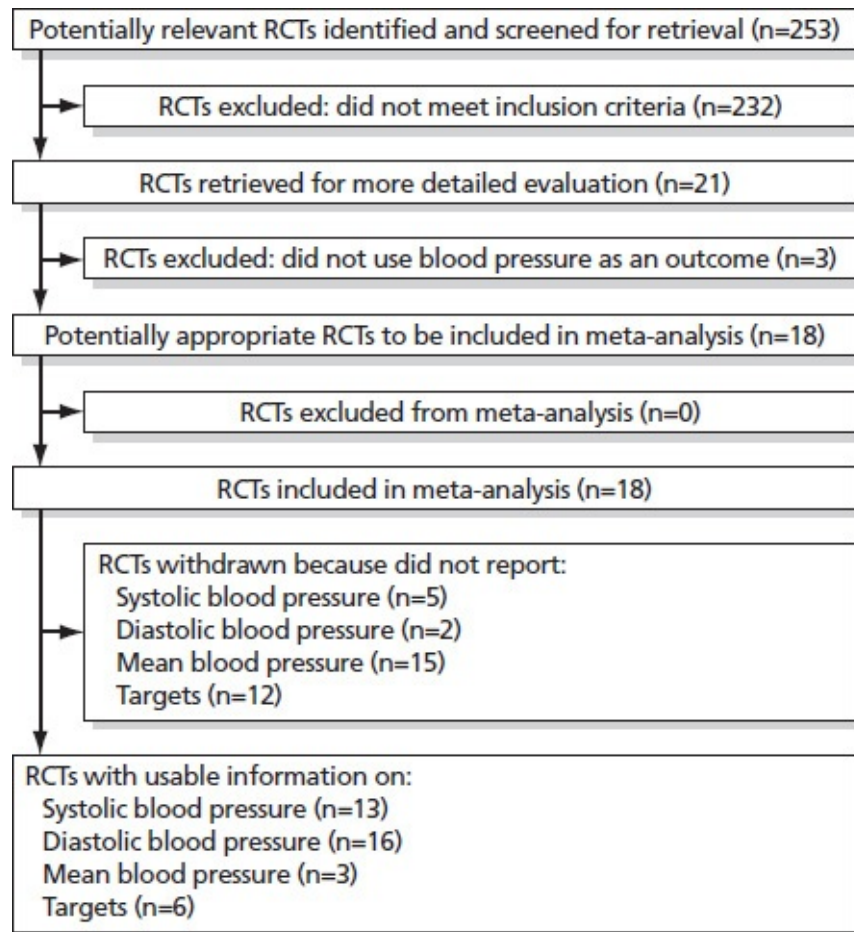 Potentially relevant RCTs identified and screened for retrieval (n=253)
RCTs excluded: did not meet inclusion criteria (n=232)
RCTs retrieved for more detailed evaluation (n=21)
RCTs excluded: did not use blood pressure as an outcome (n=3)
Potentially appropriate RCTs to be included in meta-analysis (n=18)
RCTs excluded from meta-analysis (n=0)
RCTs included in meta-analysis (n=18)
RCTs withdrawn because did not report:
Systolic blood pressure (n=5)
Diastolic blood pressure (n=2)
Mean blood pressure (n=15)
Targets (n=12)
RCTs with usable information on:
Systolic blood pressure (n=13)
Diastolic blood pressure (n=16)
Mean blood pressure (n=3)
Targets (n=6)